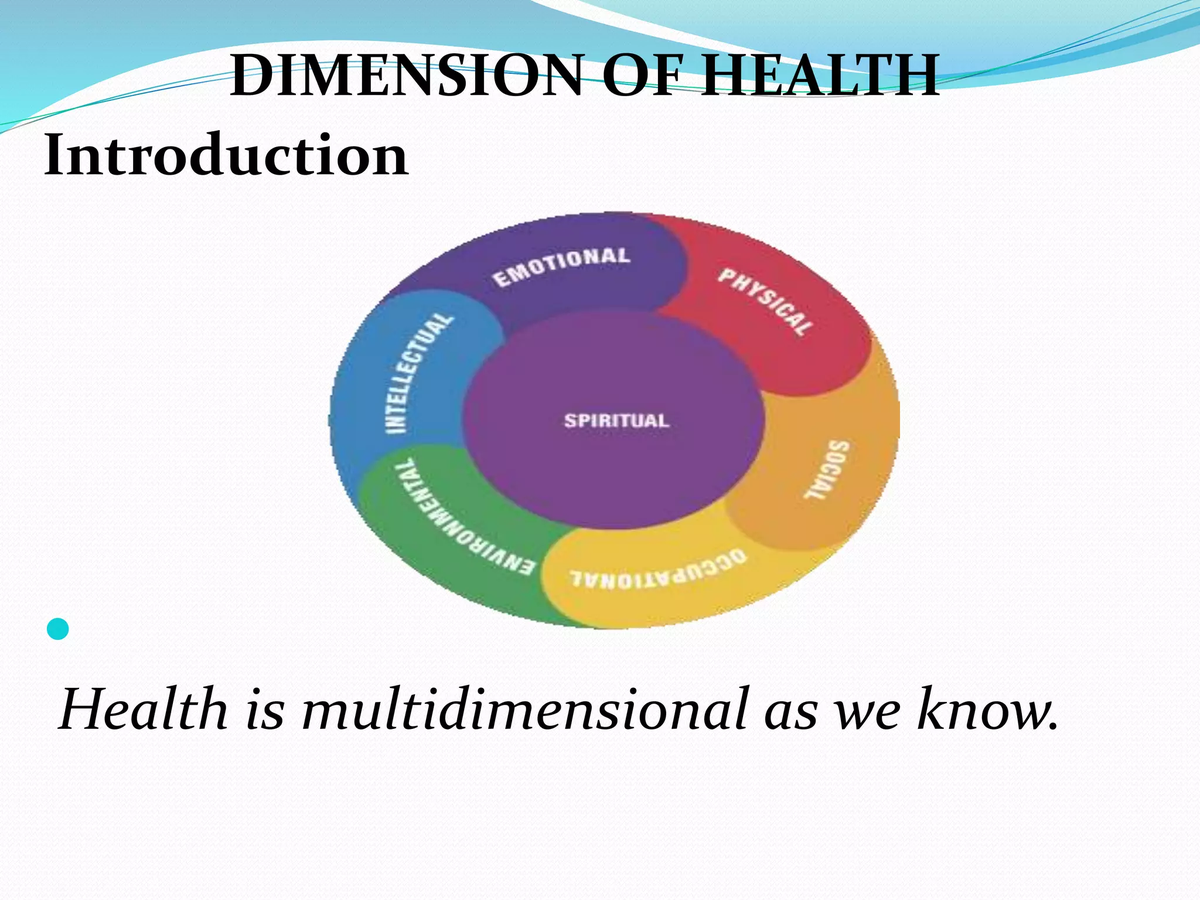 DIMENSION OF HEALTH
Introduction
EMOTIONAL
PHYSICAL
INTELLECTUAL
SPIRITUAL
SOCIAL
ENVIRONMENTAL
OCCUPATIONAL
Health is multidimensional as we know.